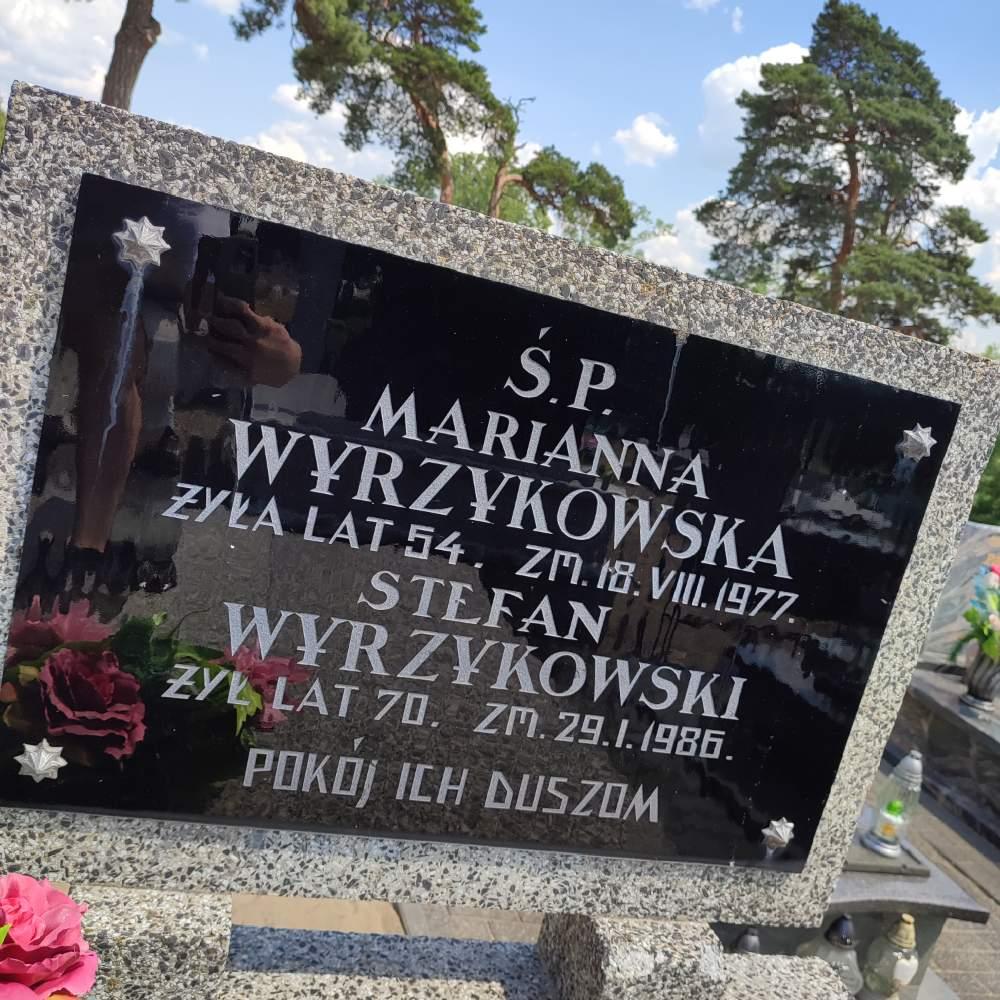 Ś.P.
MARIANNA
WYRZYKOWSKA
ŻYŁA LAT 54. ZM. 18. VIII. 1977.
STEFAN
WYRZYKOWSKI
ŻYŁ LAT 70. ZM. 29. I. 1986.
POKÓJ ICH DUSZOM